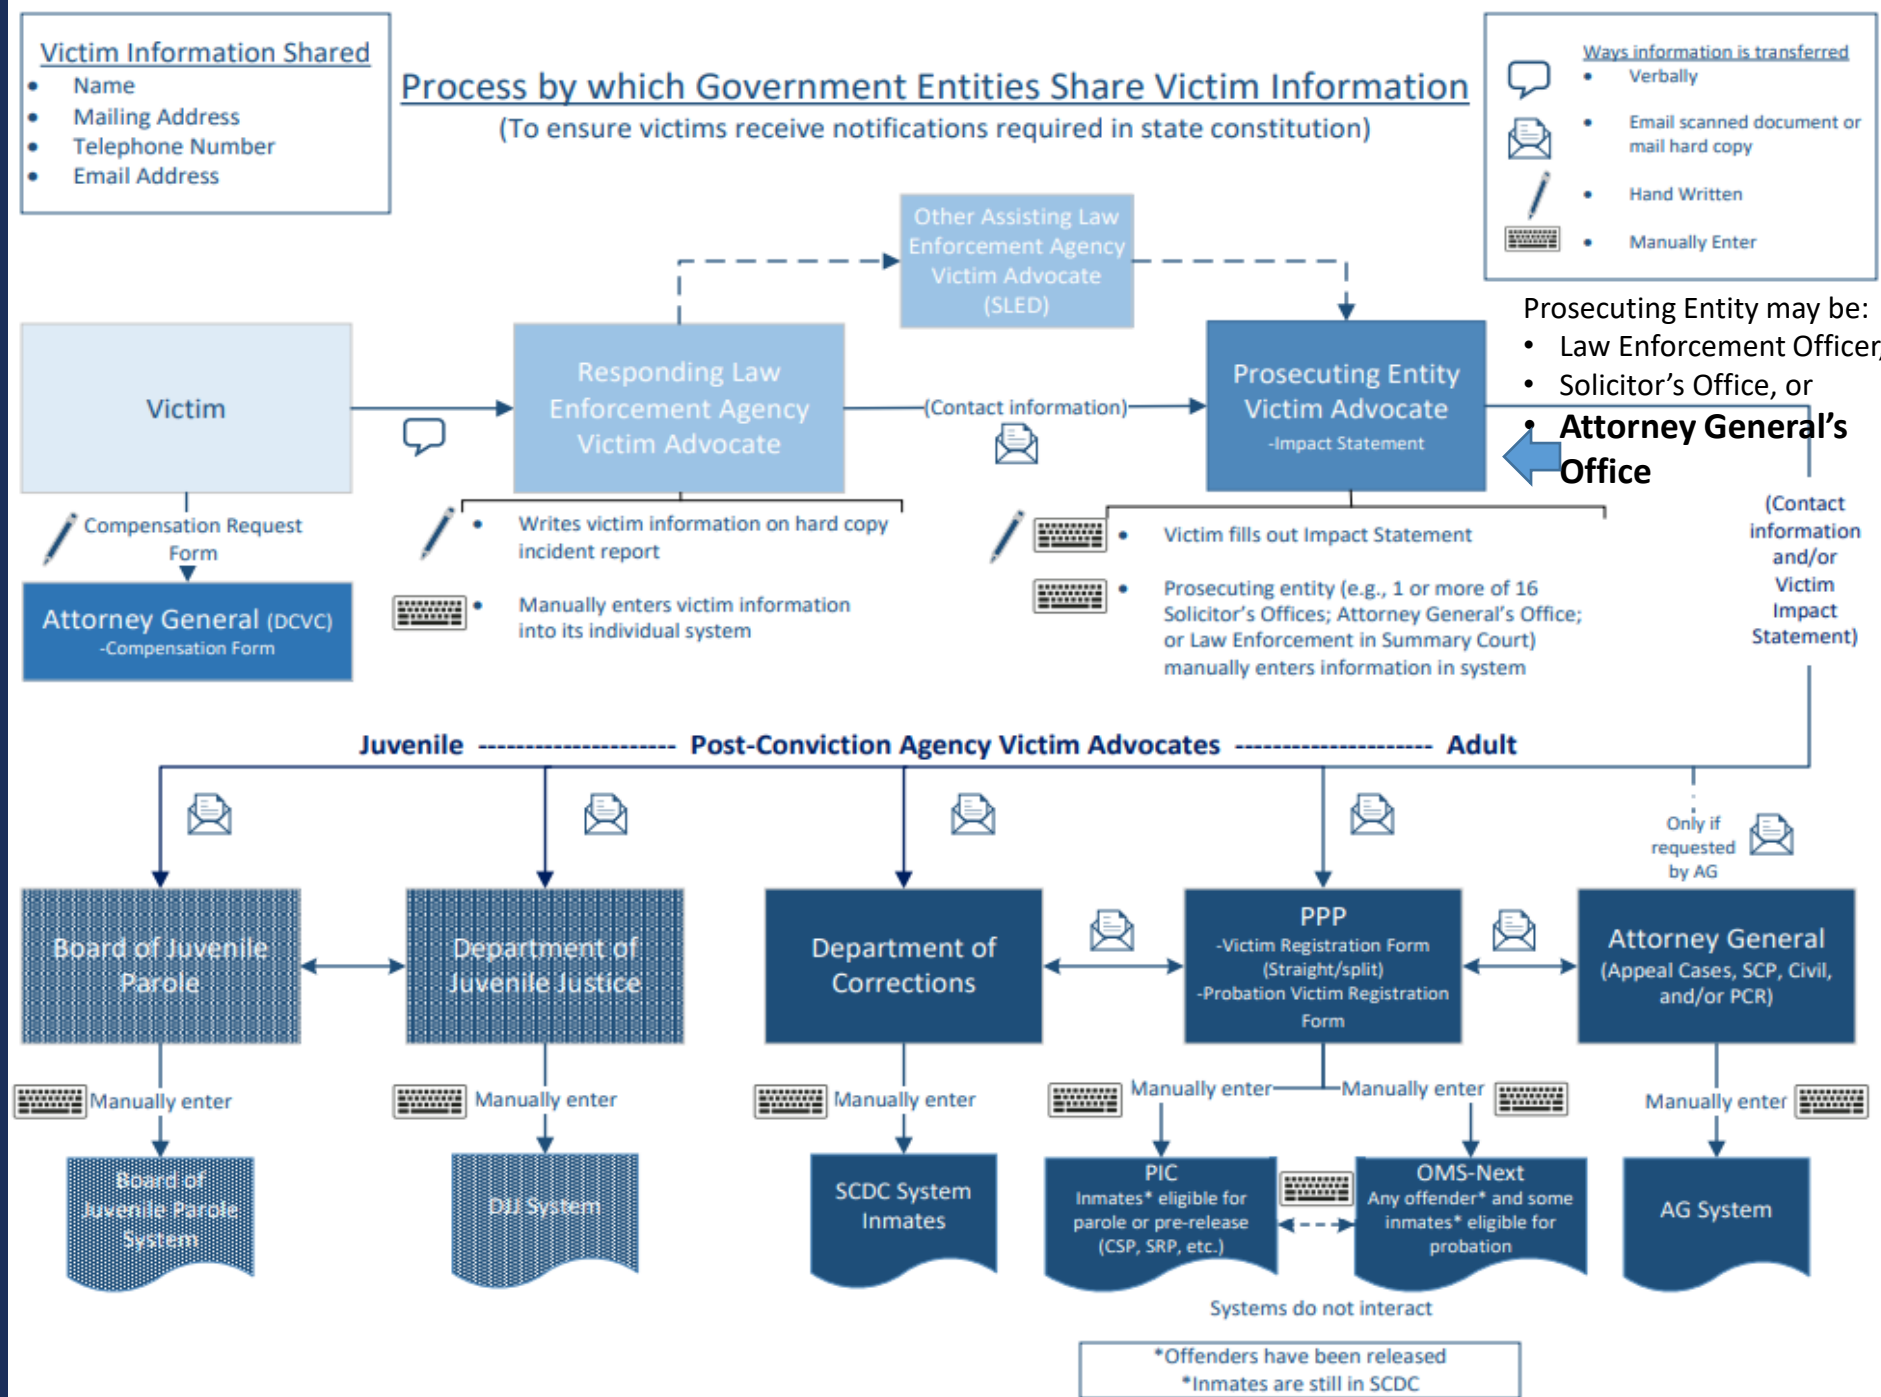 Victim Information Shared
• Name
• Mailing Address
• Telephone Number
• Email Address
Process by which Government Entities Share Victim Information
(To ensure victims receive notifications required in state constitution)
Ways information is transferred
• Verbally
• Email scanned document or
mail hard copy
• Hand Written
• Manually Enter
Other Assisting Law
Enforcement Agency
Victim Advocate
(SLED)
Victim
Responding Law
Enforcement Agency
Victim Advocate
(Contact information)
Prosecuting Entity
Victim Advocate
-Impact Statement
Prosecuting Entity may be:
• Law Enforcement Officer,
• Solicitor's Office, or
• Attorney General's
Office
Compensation Request
Form
Attorney General (DCVC)
-Compensation Form
• Writes victim information on hard copy
incident report
• Manually enters victim information
into its individual system
• Victim fills out Impact Statement
• Prosecuting entity (e.g., 1 or more of 16
Solicitor's Offices; Attorney General's Office;
or Law Enforcement in Summary Court)
manually enters information in system
(Contact
information
and/or
Victim
Impact
Statement)
Juvenile --------------------- Post-Conviction Agency Victim Advocates --------------------- Adult
Only if
requested
by AG
Board of Juvenile
Parole
Department of
Juvenile Justice
Department of
Corrections
PPP
-Victim Registration Form
(Straight/split)
-Probation Victim Registration
Form
Attorney General
(Appeal Cases, SCP, Civil,
and/or PCR)
Manually enter
Manually enter
Manually enter
Manually enter
Manually enter
Manually enter
Board of
Juvenile Parole
System
DJJ System
SCDC System
Inmates
PIC
Inmates* eligible for
parole or pre-release
(CSP, SRP, etc.)
OMS-Next
Any offender* and some
inmates* eligible for
probation
AG System
Systems do not interact
*Offenders have been released
*Inmates are still in SCDC